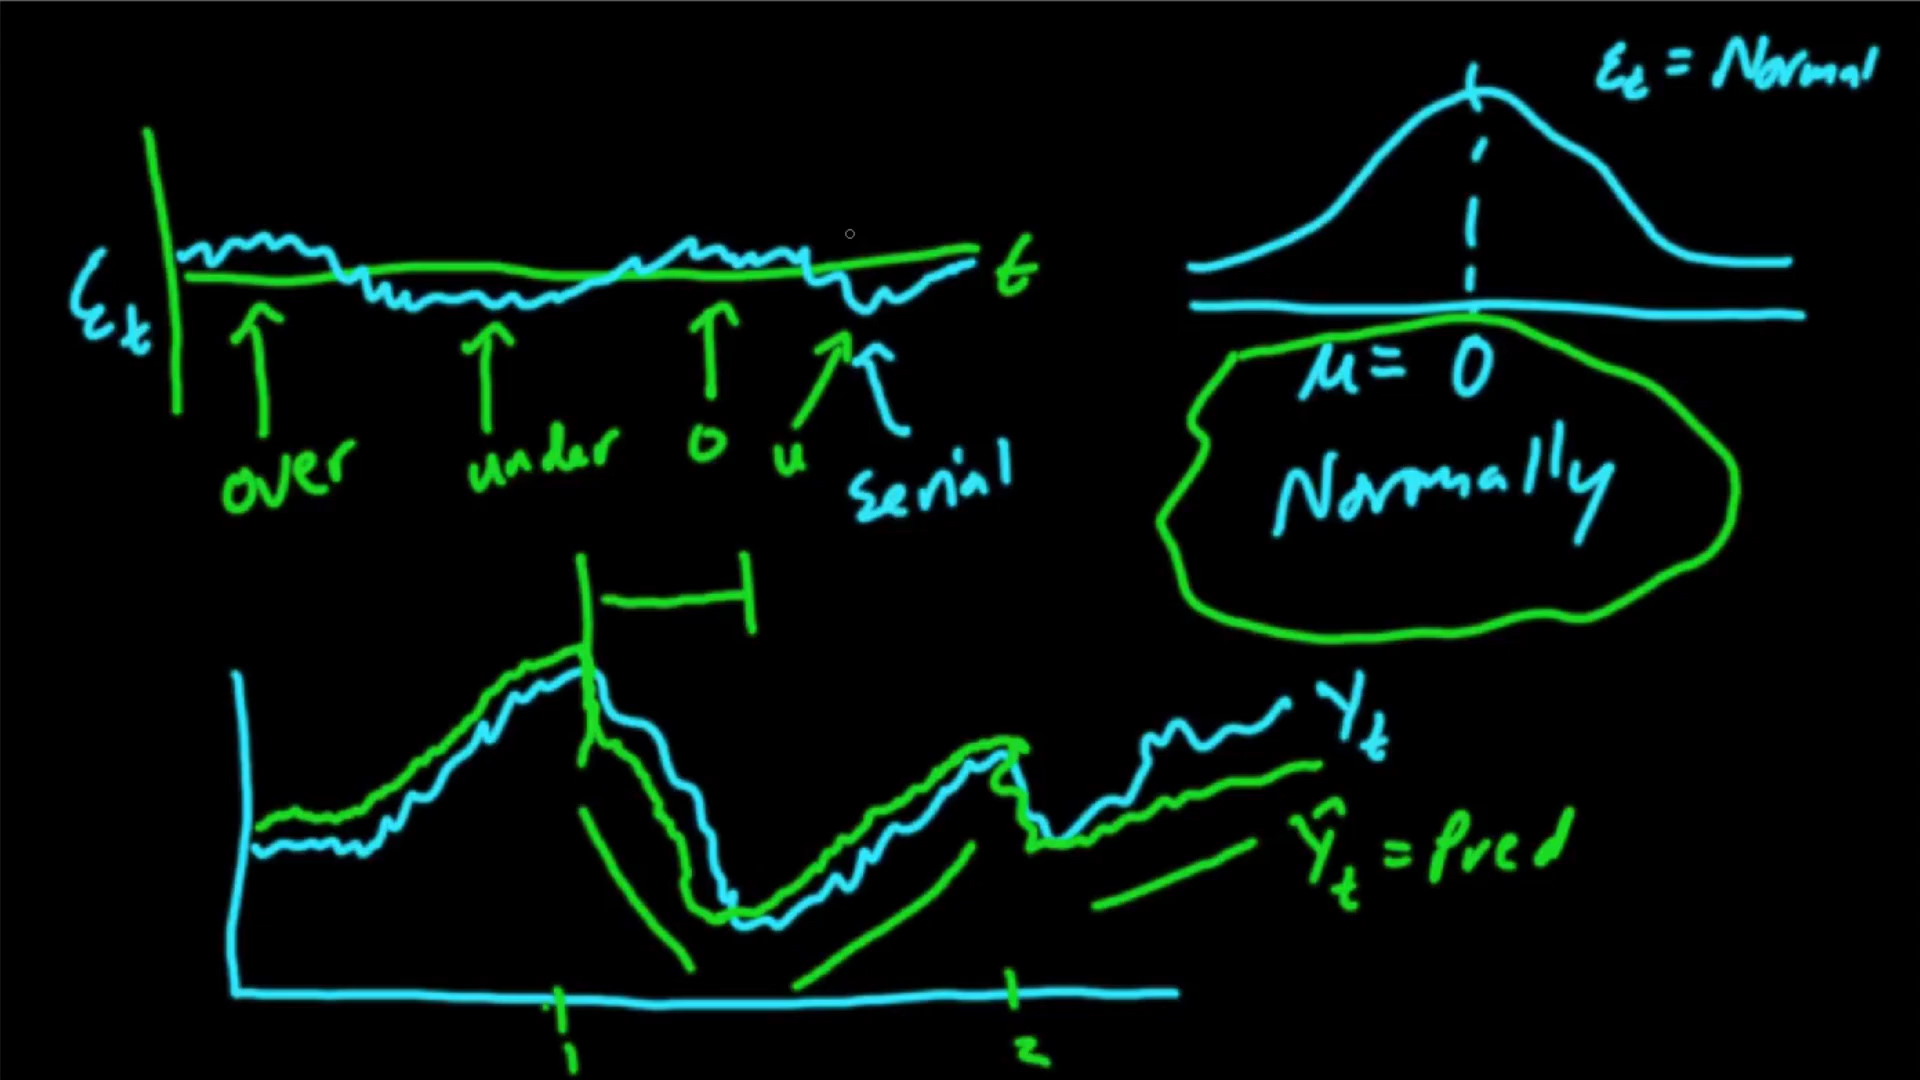 εt = Normal
t
εt
μ = 0
over
under
o
u
serial
Normally
Yt
Ŷt = Pred
1
2